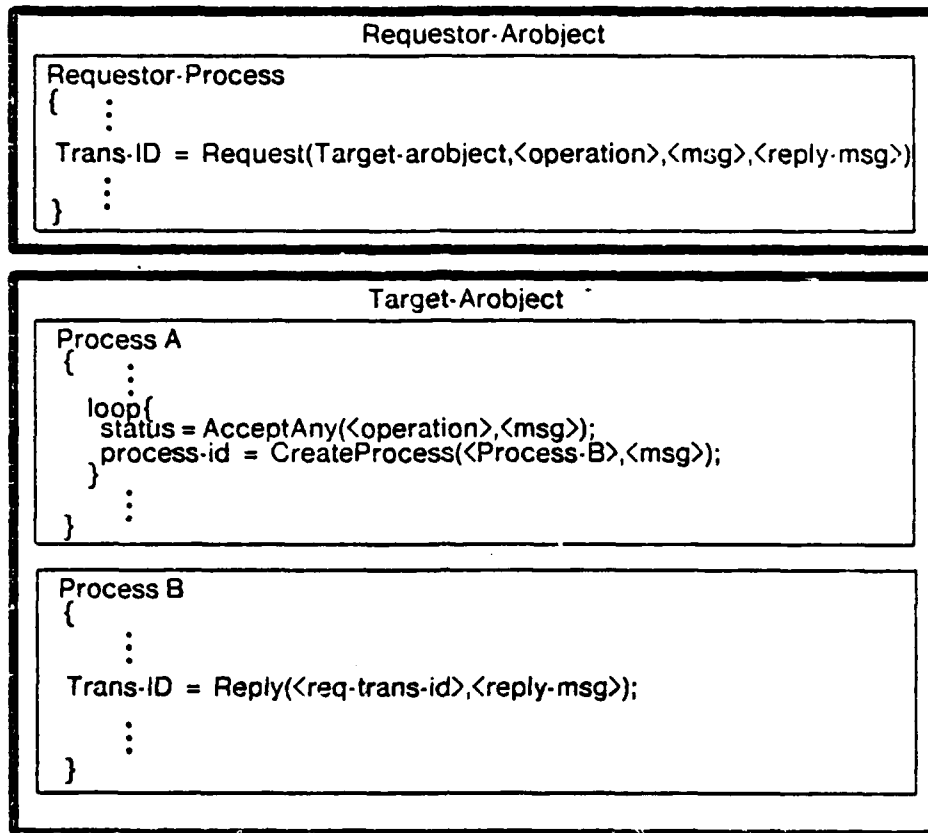 Requestor-Arobject
Requestor-Process
{
Trans-ID = Request(Target-arobject,<operation>,<msg>,<reply-msg>)
}
Target-Arobject
Process A
{
loop{
status = AcceptAny(<operation>,<msg>);
process-id = CreateProcess(<Process-B>,<msg>);
}
}
Process B
{
Trans-ID = Reply(<req-trans-id>,<reply-msg>);
}